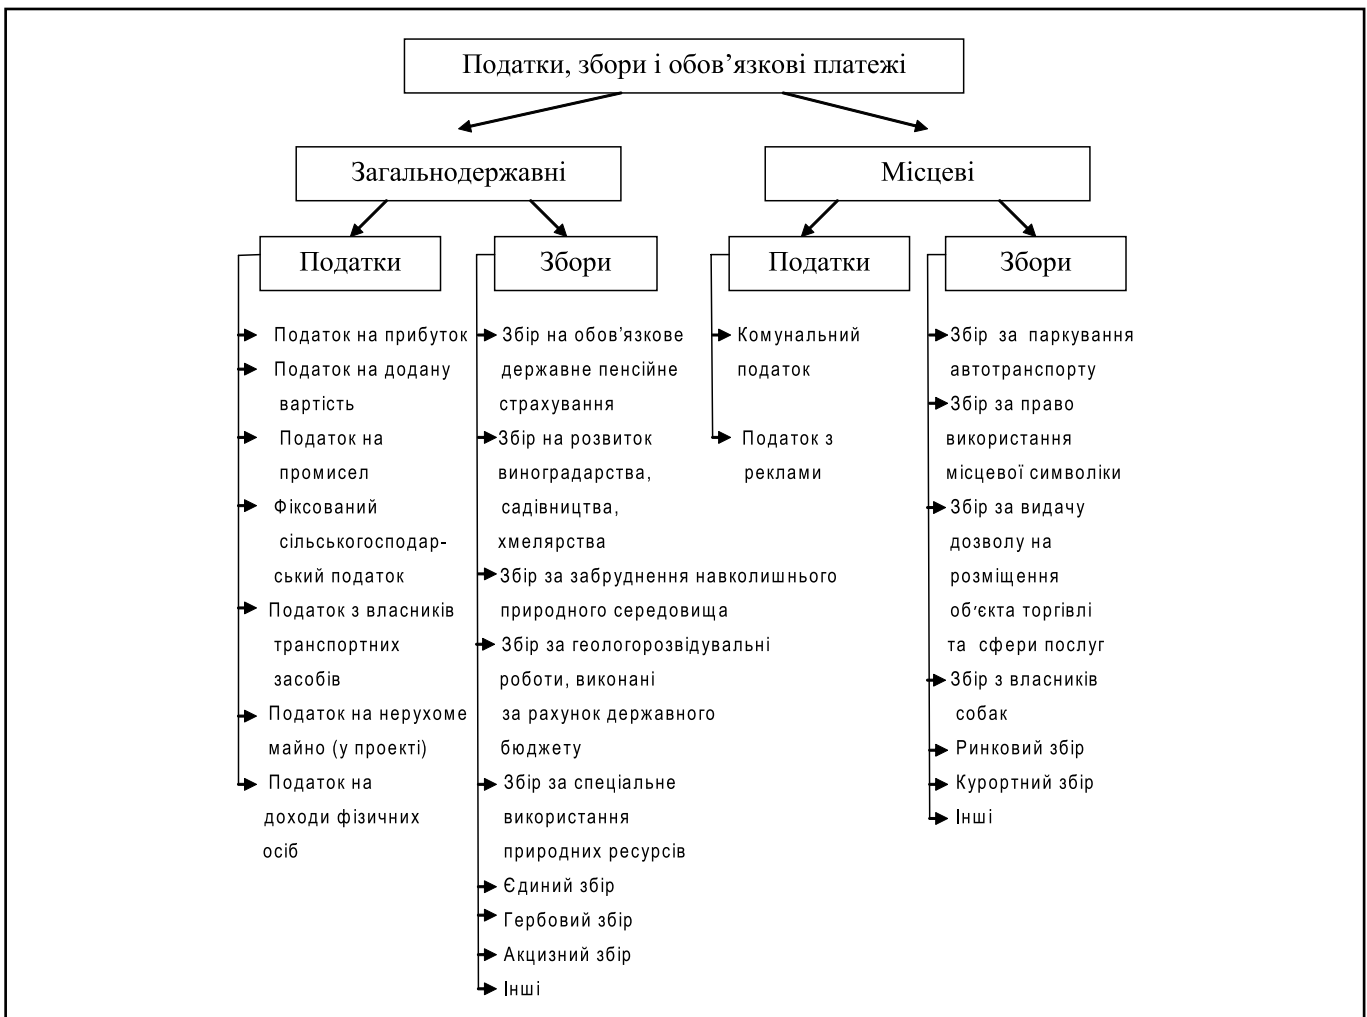 Податки, збори і обов’язкові платежі
Загальнодержавні
Місцеві
Податки
Збори
Податки
Збори
Податок на прибуток
Податок на додану
вартість
Податок на
промисел
Фіксований
сільськогосподар-
ський податок
Податок з власників
транспортних
засобів
Податок на нерухоме
майно (у проекті)
Податок на
доходи фізичних
осіб
Збір на обов’язкове
державне пенсійне
страхування
Збір на розвиток
виноградарства,
садівництва,
хмелярства
Збір за забруднення навколишнього
природного середовища
Збір за геологорозвідувальні
роботи, виконані
за рахунок державного
бюджету
Збір за спеціальне
використання
природних ресурсів
Єдиний збір
Гербовий збір
Акцизний збір
Інші
Комунальний
податок
Податок з
реклами
Збір за паркування
автотранспорту
Збір за право
використання
місцевої символіки
Збір за видачу
дозволу на
розміщення
об'єкта торгівлі
та сфери послуг
Збір з власників
собак
Ринковий збір
Курортний збір
Інші